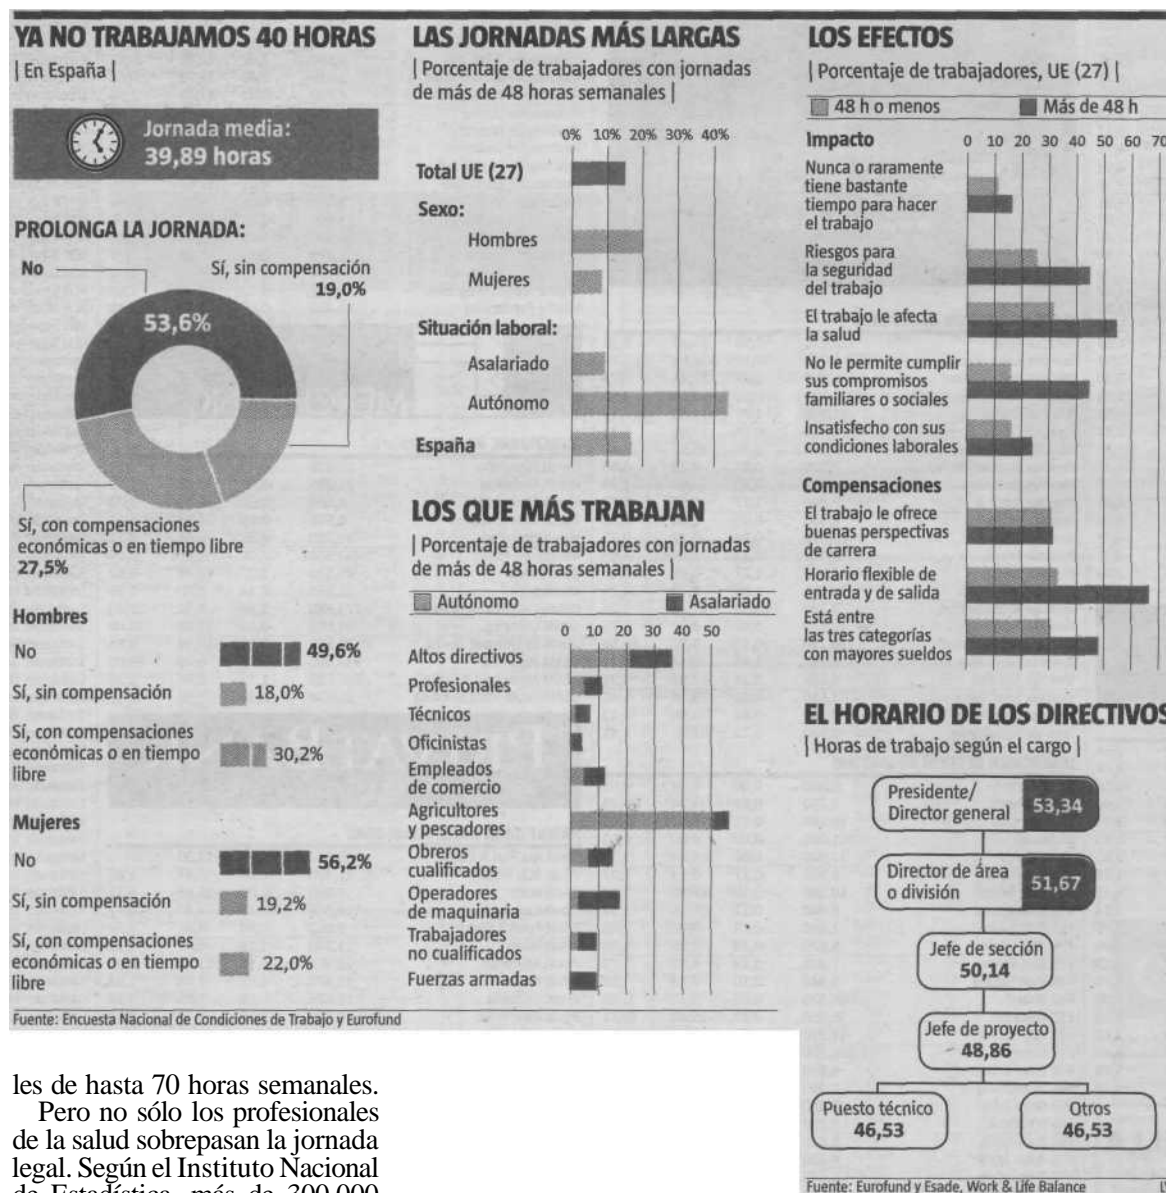 YA NO TRABAJAMOS 40 HORAS
| En España |
Jornada media:
39,89 horas
PROLONGA LA JORNADA:
No
Sí, sin compensación
19,0%
53,6%
Sí, con compensaciones
económicas o en tiempo libre
27,5%
Hombres
No
49,6%
Sí, sin compensación
18,0%
Sí, con compensaciones
económicas o en tiempo
libre
30,2%
Mujeres
No
56,2%
Sí, sin compensación
19,2%
Sí, con compensaciones
económicas o en tiempo
libre
22,0%
Fuente: Encuesta Nacional de Condiciones de Trabajo y Eurofund
LAS JORNADAS MÁS LARGAS
| Porcentaje de trabajadores con jornadas
de más de 48 horas semanales |
0% 10% 20% 30% 40%
Total UE (27)
Sexo:
Hombres
Mujeres
Situación laboral:
Asalariado
Autónomo
España
LOS QUE MÁS TRABAJAN
| Porcentaje de trabajadores con jornadas
de más de 48 horas semanales |
Autónomo Asalariado
0 10 20 30 40 50
Altos directivos
Profesionales
Técnicos
Oficinistas
Empleados
de comercio
Agricultores
y pescadores
Obreros
cualificados
Operadores
de maquinaria
Trabajadores
no cualificados
Fuerzas armadas
LOS EFECTOS
| Porcentaje de trabajadores, UE (27) |
48 h o menos Más de 48 h
Impacto
0 10 20 30 40 50 60 70
Nunca o raramente
tiene bastante
tiempo para hacer
el trabajo
Riesgos para
la seguridad
del trabajo
El trabajo le afecta
la salud
No le permite cumplir
sus compromisos
familiares o sociales
Insatisfecho con sus
condiciones laborales
Compensaciones
El trabajo le ofrece
buenas perspectivas
de carrera
Horario flexible de
entrada y de salida
Está entre
las tres categorías
con mayores sueldos
EL HORARIO DE LOS DIRECTIVOS
| Horas de trabajo según el cargo |
Presidente/
Director general
53,34
Director de área
o división
51,67
Jefe de sección
50,14
Jefe de proyecto
48,86
Puesto técnico
46,53
Otros
46,53
Fuente: Eurofund y Esade, Work & Life Balance
les de hasta 70 horas semanales.
Pero no sólo los profesionales
de la salud sobrepasan la jornada
legal. Según el Instituto Nacional
de Estadística, más de 300.000